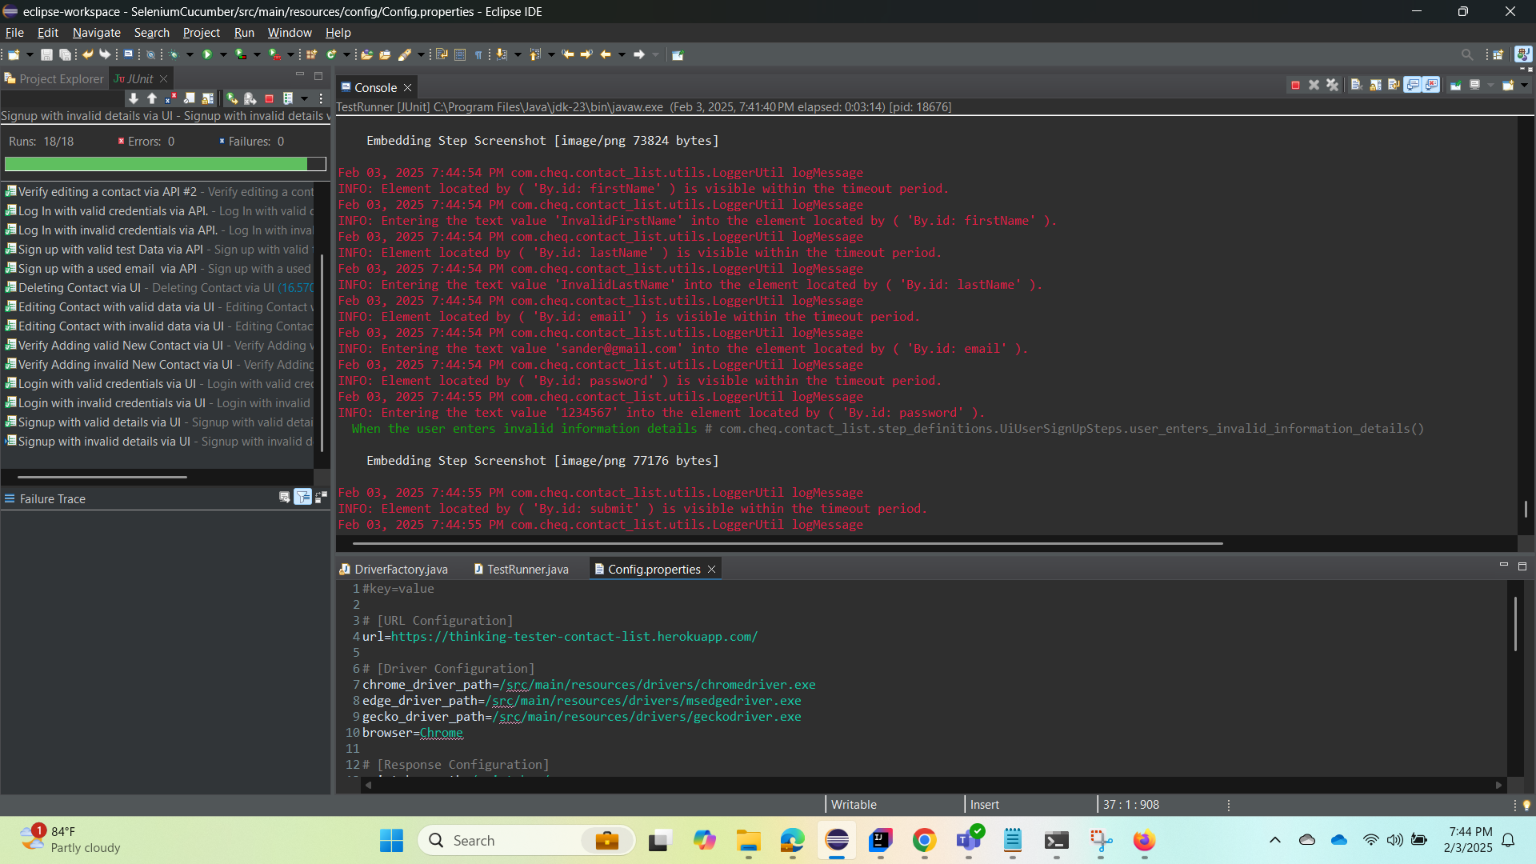 eclipse-workspace - SeleniumCucumber/src/main/resources/config/Config.properties - Eclipse IDE
File Edit Navigate Search Project Run Window Help
Project Explorer
JUnit
Signup with invalid details via UI - Signup with invalid details v
Runs: 18/18 Errors: 0 Failures: 0
Verify editing a contact via API #2 - Verify editing a cont
Log In with valid credentials via API. - Log In with valid c
Log In with invalid credentials via API. - Log In with inva
Sign up with valid test Data via API - Sign up with valid
Sign up with a used email via API - Sign up with a used
Deleting Contact via UI - Deleting Contact via UI (16.570
Editing Contact with valid data via UI - Editing Contact v
Editing Contact with invalid data via UI - Editing Contac
Verify Adding valid New Contact via UI - Verify Adding v
Verify Adding invalid New Contact via UI - Verify Adding
Login with valid credentials via UI - Login with valid cre
Login with invalid credentials via UI - Login with invalid
Signup with valid details via UI - Signup with valid detai
Signup with invalid details via UI - Signup with invalid d
Failure Trace
Console
TestRunner [JUnit] C:\Program Files\Java\jdk-23\bin\javaw.exe (Feb 3, 2025, 7:41:40 PM elapsed: 0:03:14) [pid: 18676]
Embedding Step Screenshot [image/png 73824 bytes]
Feb 03, 2025 7:44:54 PM com.cheq.contact_list.utils.LoggerUtil logMessage
INFO: Element located by ( 'By.id: firstName' ) is visible within the timeout period.
Feb 03, 2025 7:44:54 PM com.cheq.contact_list.utils.LoggerUtil logMessage
INFO: Entering the text value 'InvalidFirstName' into the element located by ( 'By.id: firstName' ).
Feb 03, 2025 7:44:54 PM com.cheq.contact_list.utils.LoggerUtil logMessage
INFO: Element located by ( 'By.id: lastName' ) is visible within the timeout period.
Feb 03, 2025 7:44:54 PM com.cheq.contact_list.utils.LoggerUtil logMessage
INFO: Entering the text value 'InvalidLastName' into the element located by ( 'By.id: lastName' ).
Feb 03, 2025 7:44:54 PM com.cheq.contact_list.utils.LoggerUtil logMessage
INFO: Element located by ( 'By.id: email' ) is visible within the timeout period.
Feb 03, 2025 7:44:54 PM com.cheq.contact_list.utils.LoggerUtil logMessage
INFO: Entering the text value 'sander@gmail.com' into the element located by ( 'By.id: email' ).
Feb 03, 2025 7:44:54 PM com.cheq.contact_list.utils.LoggerUtil logMessage
INFO: Element located by ( 'By.id: password' ) is visible within the timeout period.
Feb 03, 2025 7:44:55 PM com.cheq.contact_list.utils.LoggerUtil logMessage
INFO: Entering the text value '1234567' into the element located by ( 'By.id: password' ).
When the user enters invalid information details # com.cheq.contact_list.step_definitions.UiUserSignUpSteps.user_enters_invalid_information_details()
Embedding Step Screenshot [image/png 77176 bytes]
Feb 03, 2025 7:44:55 PM com.cheq.contact_list.utils.LoggerUtil logMessage
INFO: Element located by ( 'By.id: submit' ) is visible within the timeout period.
Feb 03, 2025 7:44:55 PM com.cheq.contact_list.utils.LoggerUtil logMessage
DriverFactory.java TestRunner.java Config.properties
1 #key=value
2
3 # [URL Configuration]
4 url=https://thinking-tester-contact-list.herokuapp.com/
5
6 # [Driver Configuration]
7 chrome_driver_path=/src/main/resources/drivers/chromedriver.exe
8 edge_driver_path=/src/main/resources/drivers/msedgedriver.exe
9 gecko_driver_path=/src/main/resources/drivers/geckodriver.exe
10 browser=Chrome
11
12 # [Response Configuration]
Writable Insert 37 : 1 : 908
1
84°F
Partly cloudy
Search
7:44 PM
2/3/2025